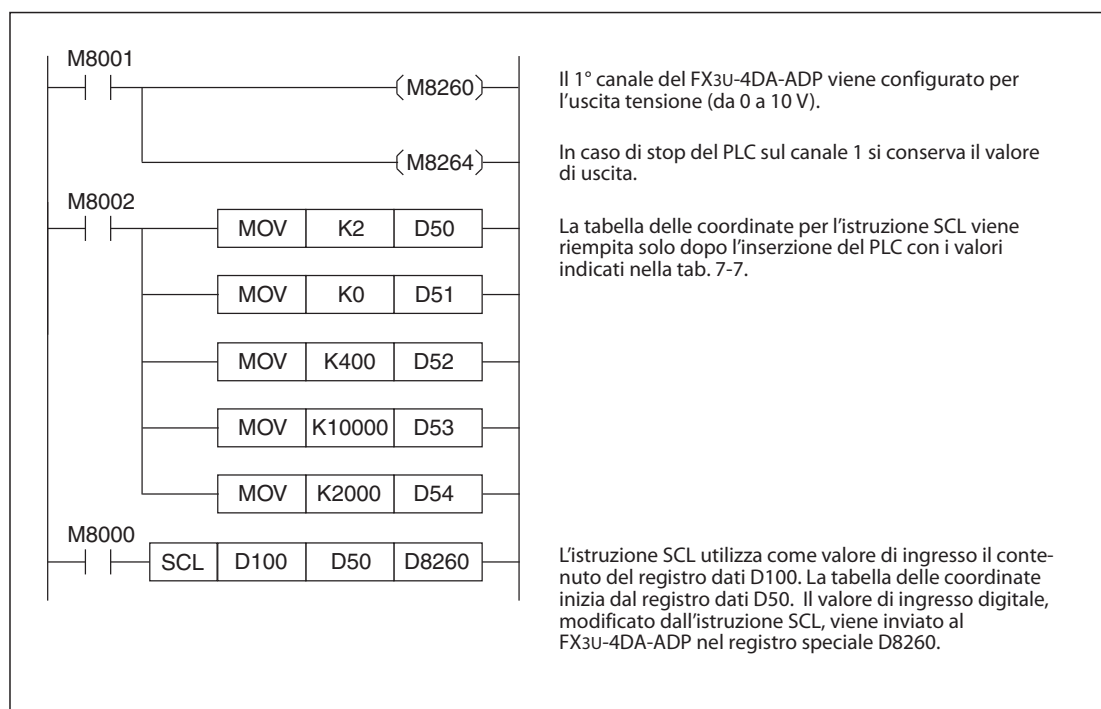 M8001
M8260
Il 1° canale del FX3U-4DA-ADP viene configurato per
l’uscita tensione (da 0 a 10 V).
M8264
In caso di stop del PLC sul canale 1 si conserva il valore
di uscita.
M8002
MOV K2 D50
La tabella delle coordinate per l’istruzione SCL viene
riempita solo dopo l’inserzione del PLC con i valori
indicati nella tab. 7-7.
MOV K0 D51
MOV K400 D52
MOV K10000 D53
MOV K2000 D54
M8000
SCL D100 D50 D8260
L’istruzione SCL utilizza come valore di ingresso il conte-
nuto del registro dati D100. La tabella delle coordinate
inizia dal registro dati D50. Il valore di ingresso digitale,
modificato dall’istruzione SCL, viene inviato al
FX3U-4DA-ADP nel registro speciale D8260.